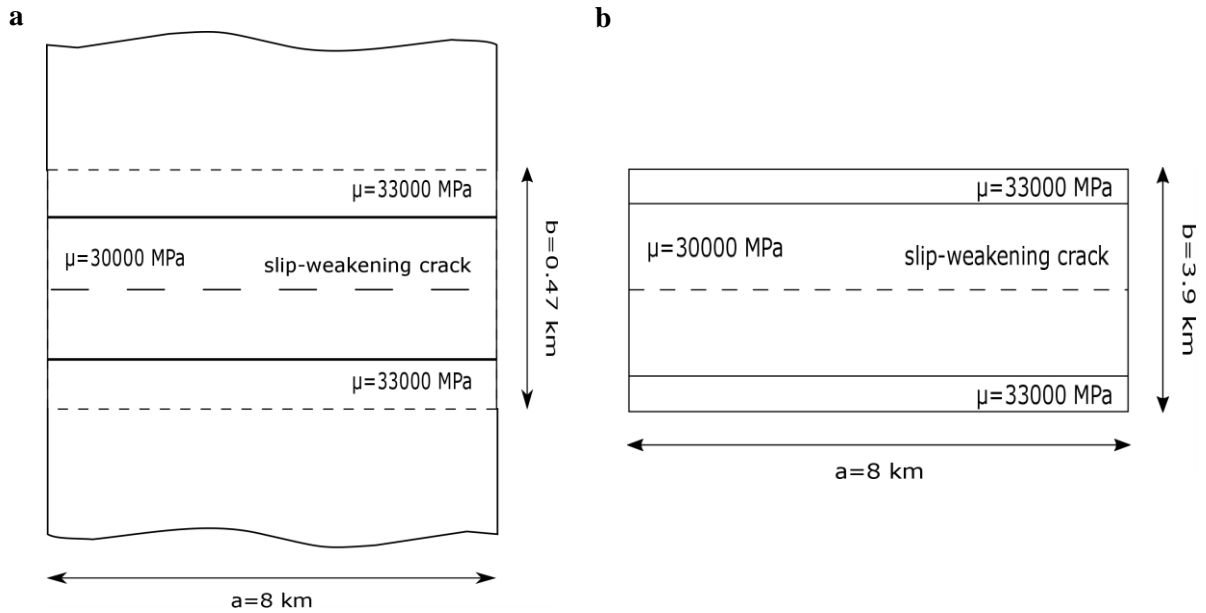 a
μ=33000 MPa
μ=30000 MPa
slip-weakening crack
μ=33000 MPa
b=0.47 km
a=8 km
b
μ=33000 MPa
μ=30000 MPa
slip-weakening crack
μ=33000 MPa
b=3.9 km
a=8 km